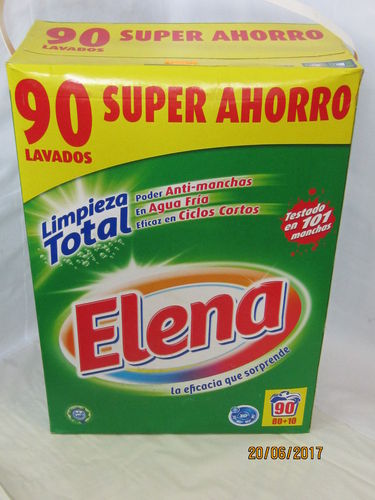 90 SUPER AHORRO
LAVADOS
90 SUPER AHORRO
LAVADOS
Limpieza
Total
Poder Anti-manchas
En Agua Fría
Eficaz en Ciclos Cortos
Testado
en 101
manchas
Elena
la eficacia que sorprende
90
80+10
20/06/2017